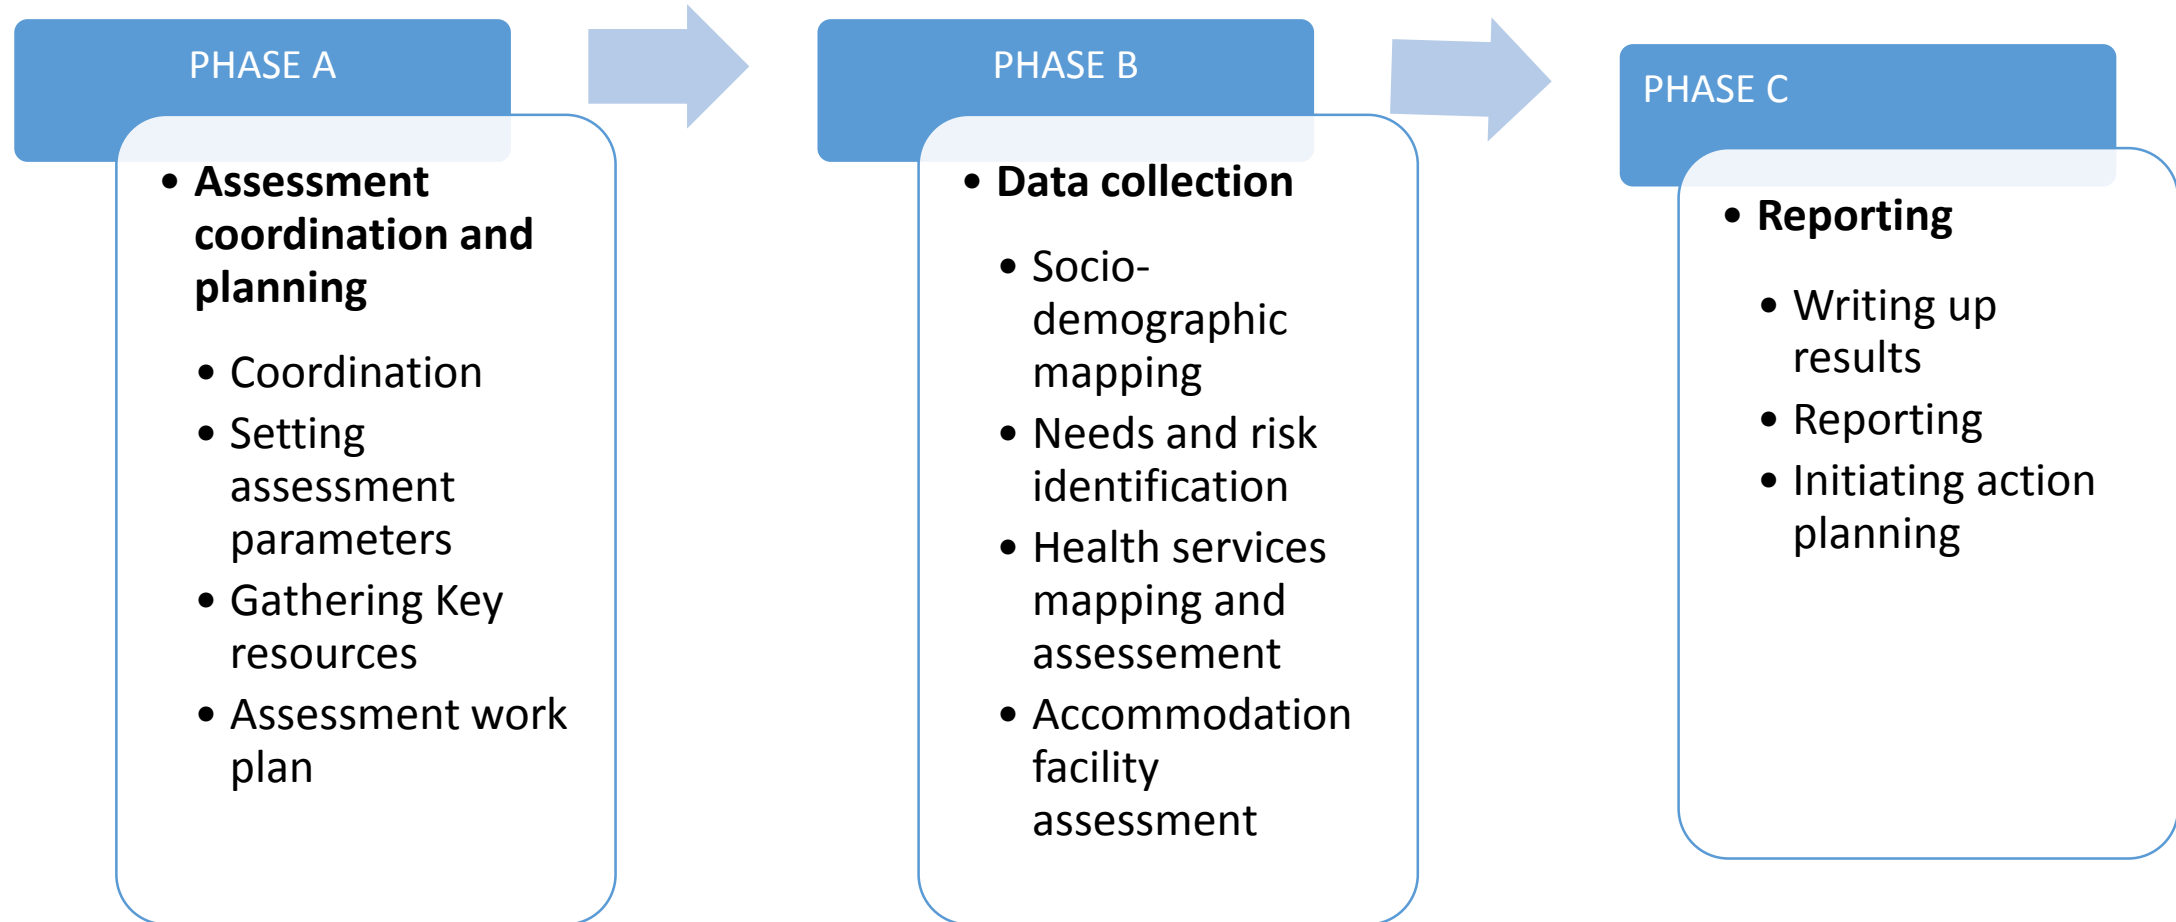 PHASE A
• Assessment
coordination and
planning
• Coordination
• Setting
assessment
parameters
• Gathering Key
resources
• Assessment work
plan
PHASE B
• Data collection
• Socio-
demographic
mapping
• Needs and risk
identification
• Health services
mapping and
assessement
• Accommodation
facility
assessment
PHASE C
• Reporting
• Writing up
results
• Reporting
• Initiating action
planning